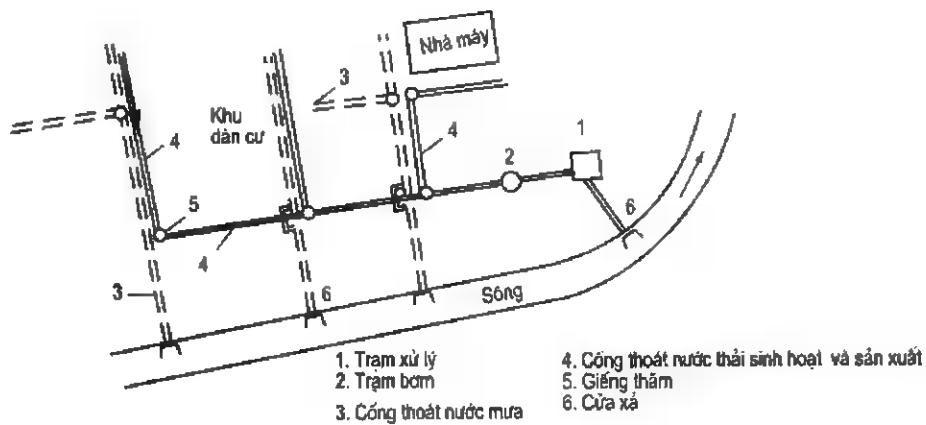 Nhà máy
3
1
Khu
dân cư
4
4
2
5
6
4
3
6
Sông
1. Trạm xử lý
2. Trạm bơm
3. Cống thoát nước mưa
4. Cống thoát nước thải sinh hoạt và sản xuất
5. Giếng thăm
6. Cửa xả